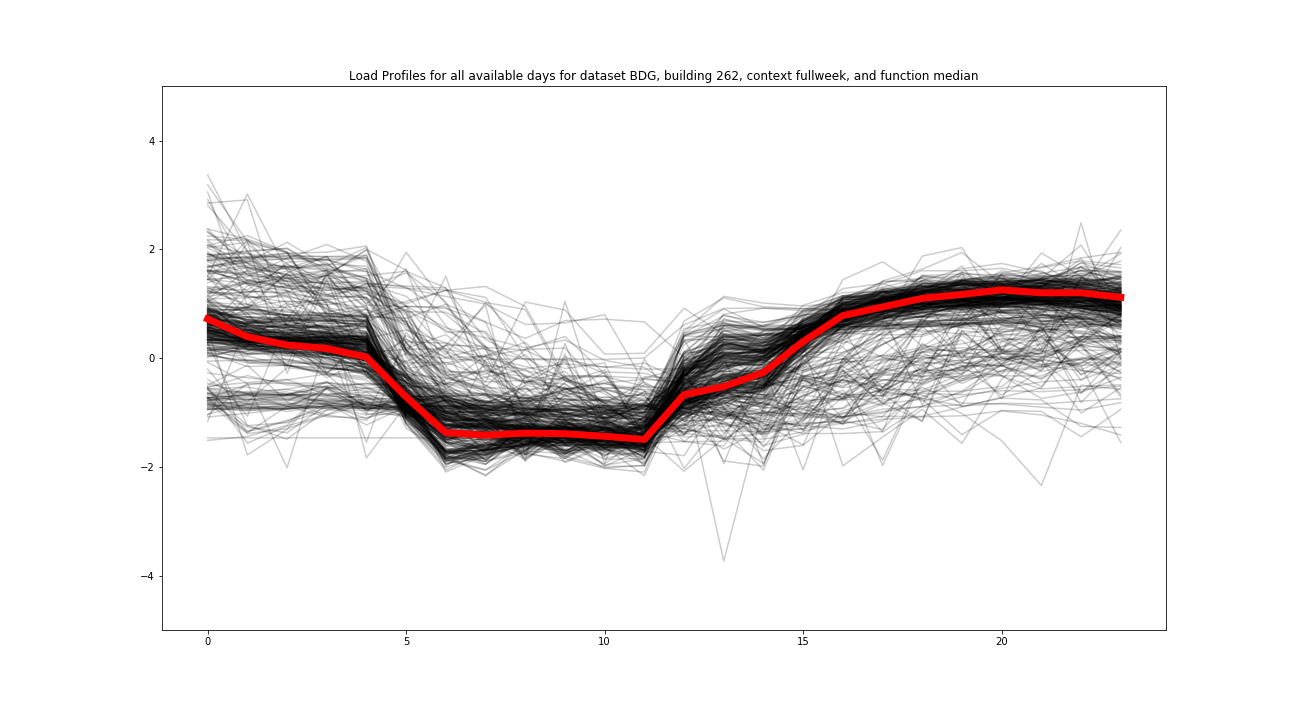 Load Profiles for all available days for dataset BDG, building 262, context fullweek, and function median
4
2
0
−2
−4
0 5 10 15 20